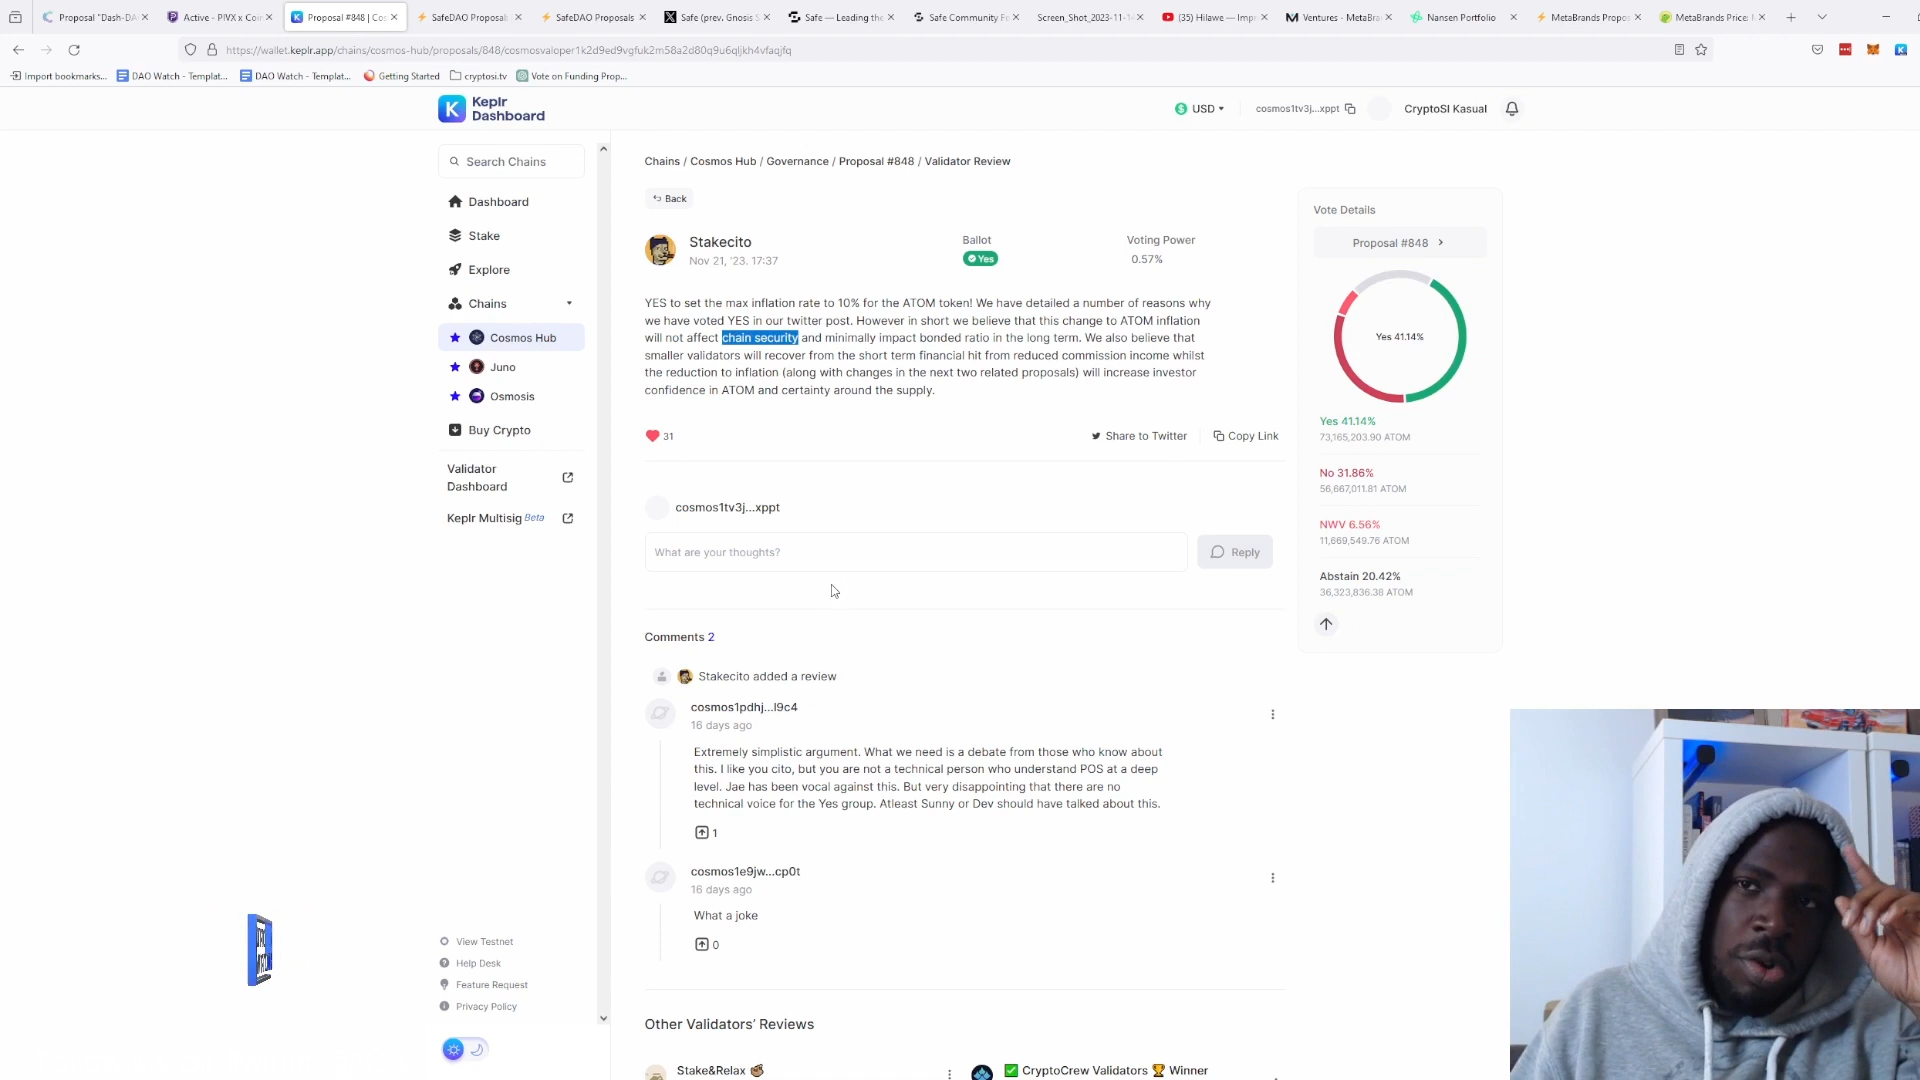 Proposal "Dash-DA
Active - PIVX x Coin
Proposal #848 | Cos
SafeDAO Proposal
SafeDAO Proposals
Safe (prev. Gnosis S
Safe — Leading the
Safe Community Fo
Screen_Shot_2023-11-1
(35) Hilawe — Imp
Ventures - MetaBra
Nansen Portfolio
MetaBrands Propos
MetaBrands Price:
https://wallet.keplr.app/chains/cosmos-hub/proposals/848/cosmosvaloper1k2d9ed9vgfuk2m58a2d80q9u6qljkh4vfaqjfq
Import bookmarks...
DAO Watch - Templat...
DAO Watch - Templat...
Getting Started
cryptosi.tv
Vote on Funding Prop...
K Keplr
Dashboard
USD
cosmos1tv3j...xppt
CryptoSI Kasual
Search Chains
Dashboard
Stake
Explore
Chains
Cosmos Hub
Juno
Osmosis
Buy Crypto
Validator
Dashboard
Keplr Multisig Beta
View Testnet
Help Desk
Feature Request
Privacy Policy
Chains / Cosmos Hub / Governance / Proposal #848 / Validator Review
Back
Stakecito
Nov 21, '23. 17:37
Ballot
Yes
Voting Power
0.57%
YES to set the max inflation rate to 10% for the ATOM token! We have detailed a number of reasons why
we have voted YES in our twitter post. However in short we believe that this change to ATOM inflation
will not affect chain security and minimally impact bonded ratio in the long term. We also believe that
smaller validators will recover from the short term financial hit from reduced commission income whilst
the reduction to inflation (along with changes in the next two related proposals) will increase investor
confidence in ATOM and certainty around the supply.
31
Share to Twitter
Copy Link
cosmos1tv3j...xppt
What are your thoughts?
Reply
Comments 2
Stakecito added a review
cosmos1pdhj...l9c4
16 days ago
Extremely simplistic argument. What we need is a debate from those who know about
this. I like you cito, but you are not a technical person who understand POS at a deep
level. Jae has been vocal against this. But very disappointing that there are no
technical voice for the Yes group. Atleast Sunny or Dev should have talked about this.
1
cosmos1e9jw...cp0t
16 days ago
What a joke
0
Other Validators' Reviews
Stake&Relax
CryptoCrew Validators 🏆 Winner
Vote Details
Proposal #848
Yes 41.14%
Yes 41.14%
73,165,203.90 ATOM
No 31.86%
56,667,011.81 ATOM
NWV 6.56%
11,669,549.76 ATOM
Abstain 20.42%
36,323,836.38 ATOM